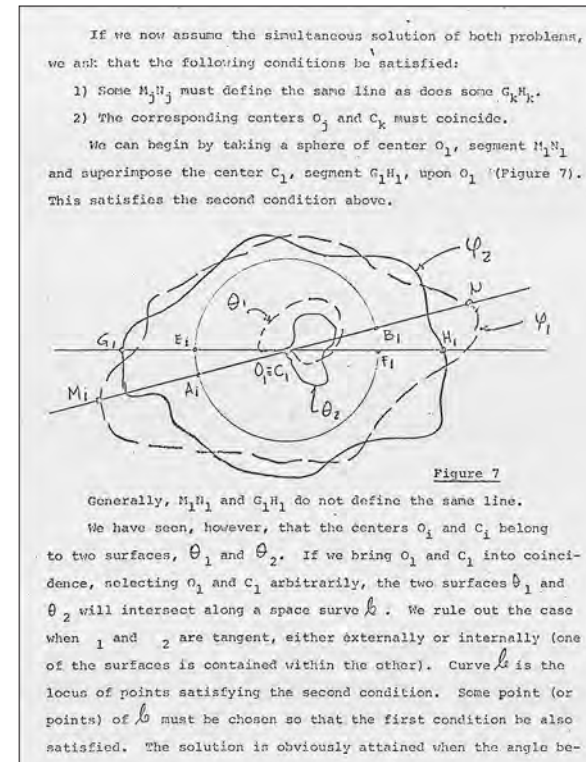 If we now assume the simultaneous solution of both problems,
we ask that the following conditions be satisfied:
1) Some MⱼNⱼ must define the same line as does some GₖHₖ.
2) The corresponding centers Oⱼ and Cₖ must coincide.
We can begin by taking a sphere of center O₁, segment M₁N₁
and superimpose the center C₁, segment G₁H₁, upon O₁ (Figure 7).
This satisfies the second condition above.
φ₂
θ₁
N
G₁ E₁ B₁ H₁ φ₁
O₁≡C₁ F₁
M₁ A₁
θ₂
Figure 7
Generally, M₁N₁ and G₁H₁ do not define the same line.
We have seen, however, that the centers Oᵢ and Cᵢ belong
to two surfaces, θ₁ and θ₂. If we bring O₁ and C₁ into coinci-
dence, selecting O₁ and C₁ arbitrarily, the two surfaces θ₁ and
θ₂ will intersect along a space surve b. We rule out the case
when ₁ and ₂ are tangent, either externally or internally (one
of the surfaces is contained within the other). Curve b is the
locus of points satisfying the second condition. Some point (or
points) of b must be chosen so that the first condition be also
satisfied. The solution is obviously attained when the angle be-